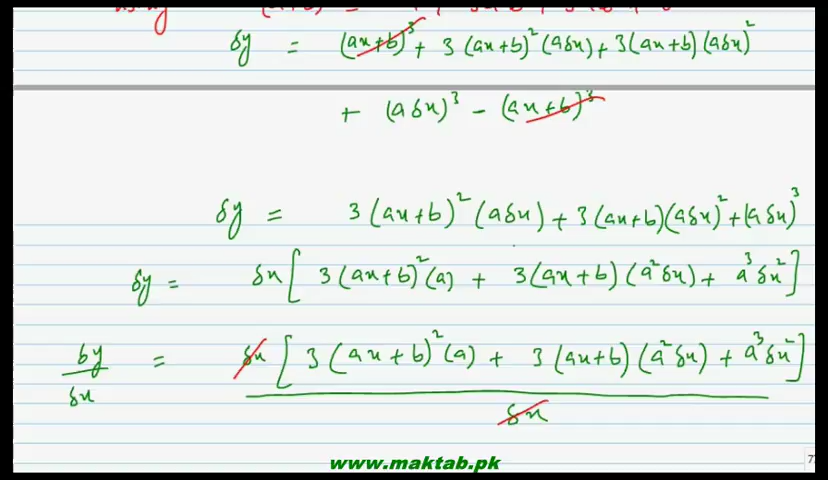 using
δy = (ax+b)³ + 3(ax+b)²(aδx) + 3(ax+b)(aδx)²
+ (aδx)³ - (ax+b)³
δy = 3(ax+b)²(aδx) + 3(ax+b)(aδx)² + (aδx)³
δy = δx[3(ax+b)²(a) + 3(ax+b)(a²δx) + a³δx²]
δy/δx = δx[3(ax+b)²(a) + 3(ax+b)(a²δx) + a³δx²]/δx
www.maktab.pk